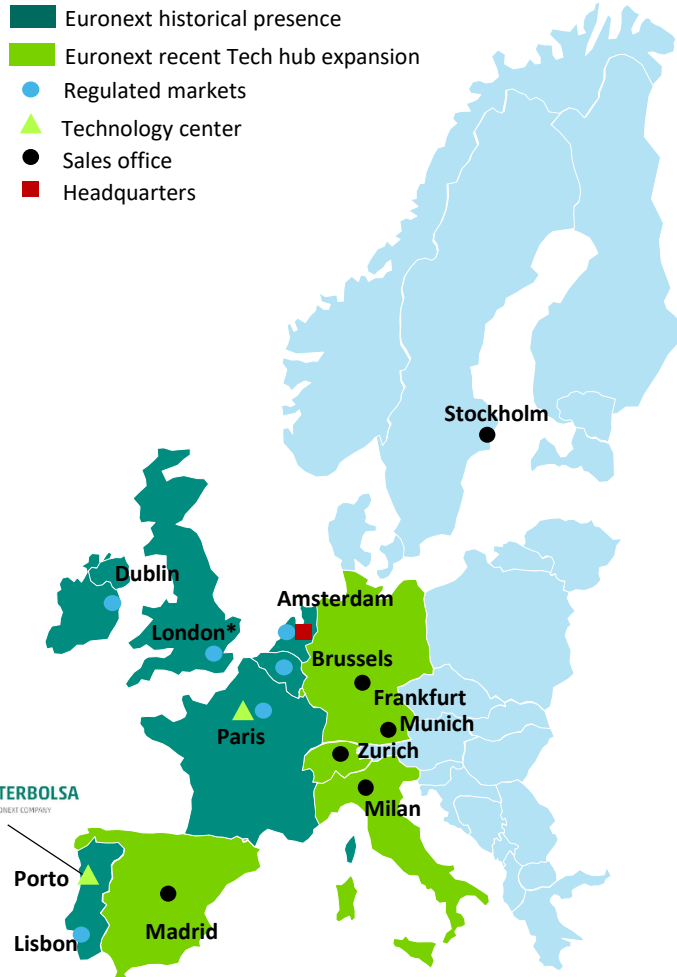 Euronext historical presence
Euronext recent Tech hub expansion
Regulated markets
Technology center
Sales office
Headquarters
Stockholm
Dublin
Amsterdam
London*
Brussels
Frankfurt
Munich
Paris
Zurich
TERBOLSA
Milan
COMPANY
Porto
Madrid
Lisbon